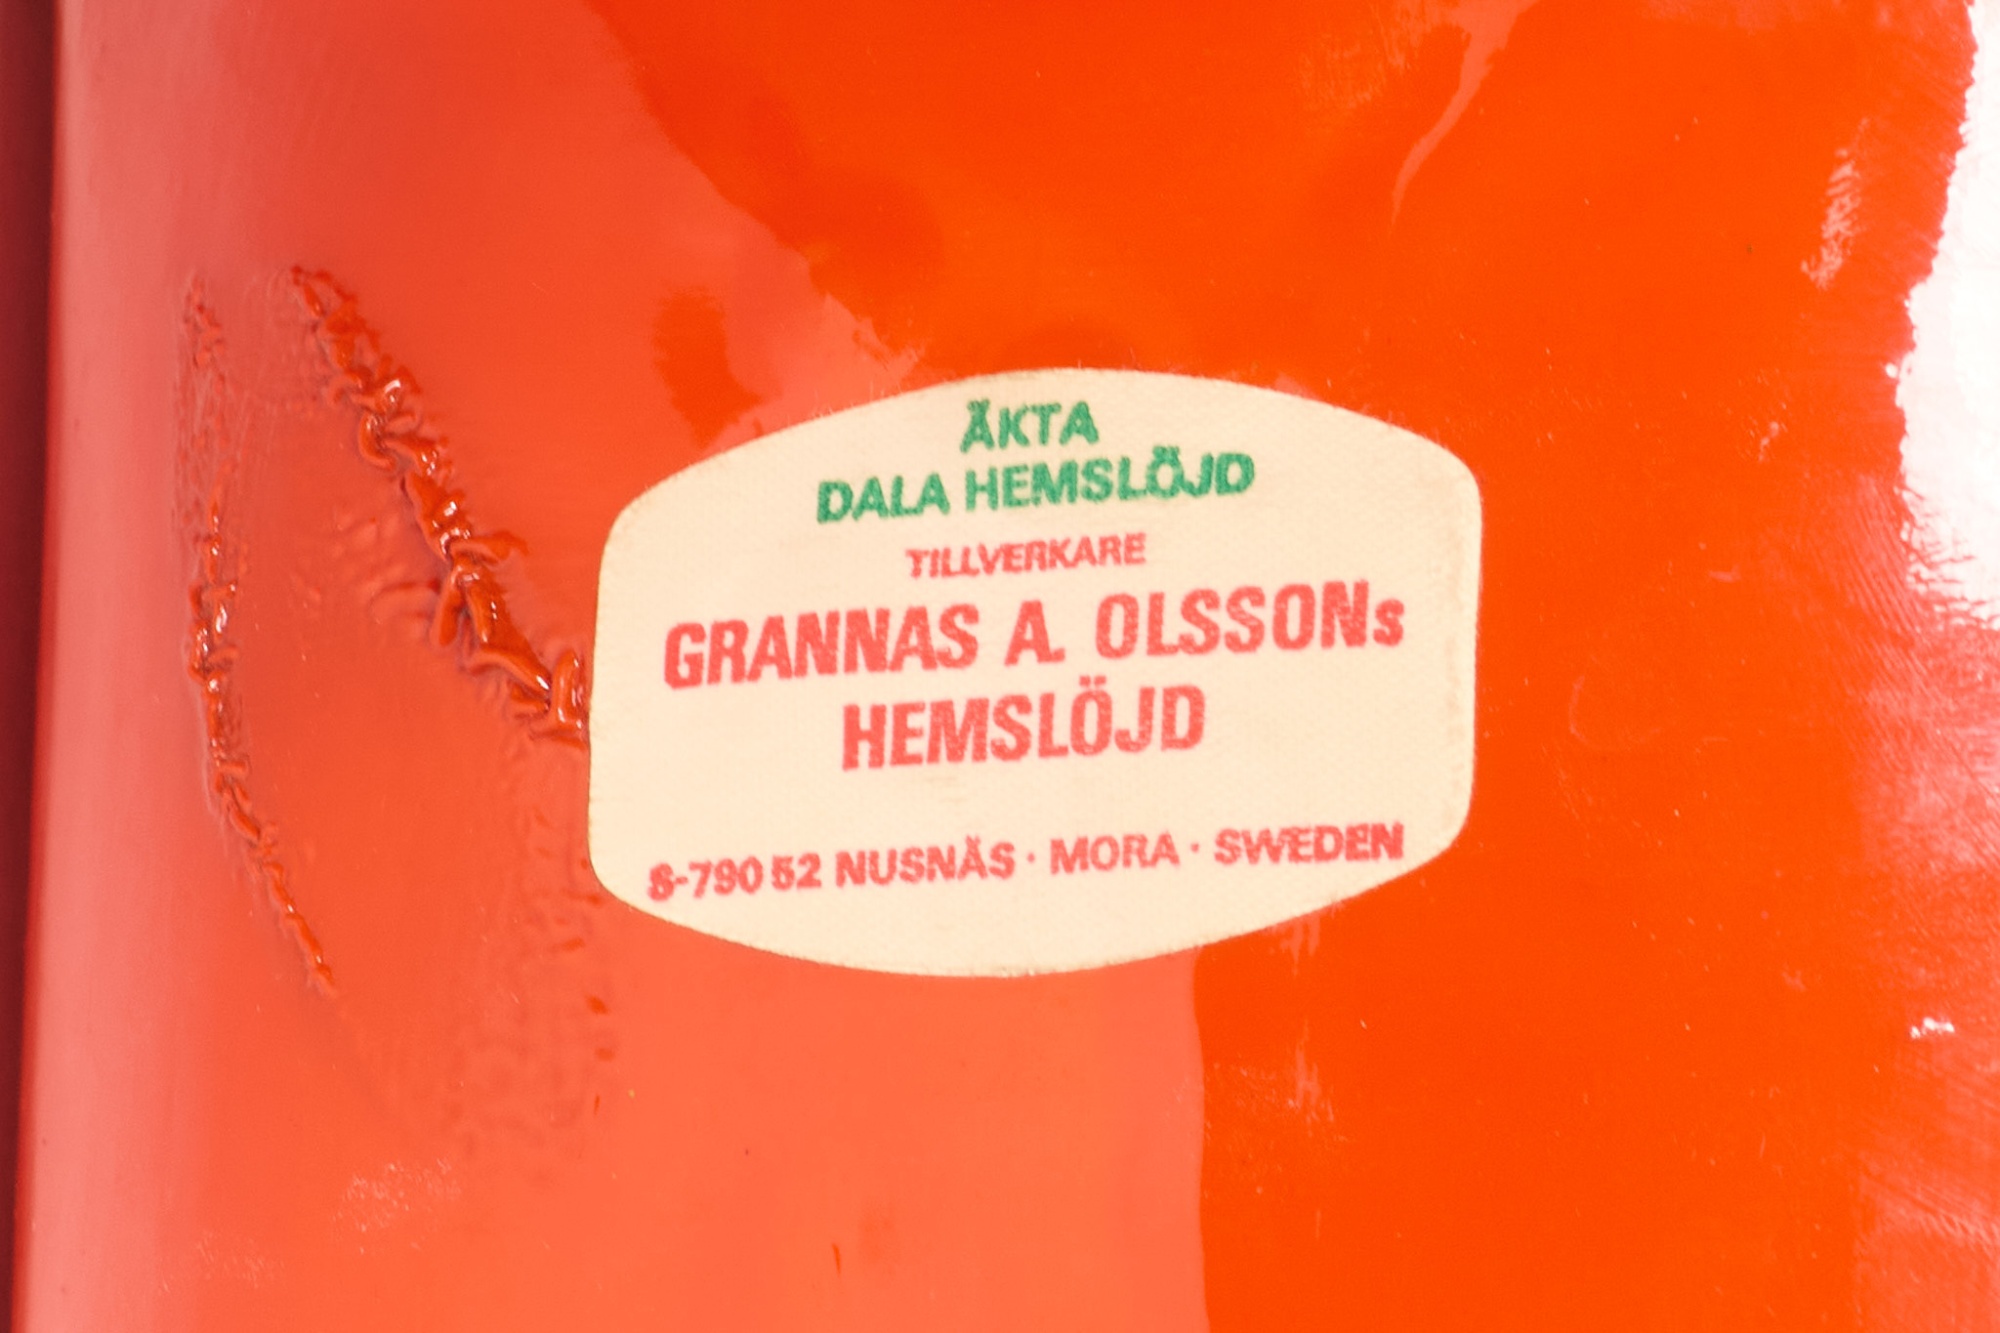 ÄKTA
DALA HEMSLÖJD
TILLVERKARE
GRANNAS A. OLSSONs
HEMSLÖJD
S-790 52 NUSNÄS · MORA · SWEDEN